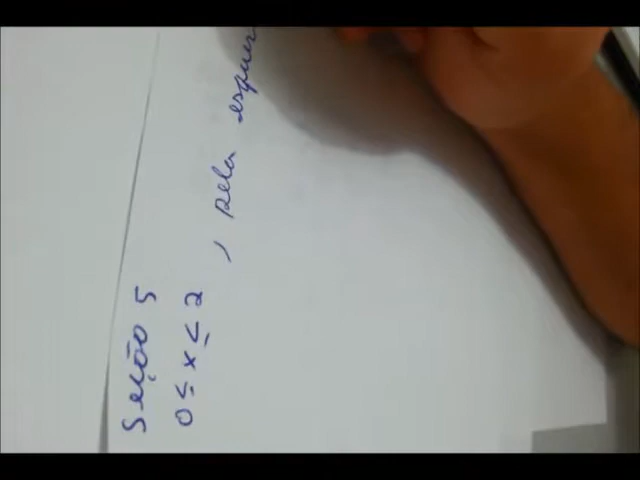 Seção 5
0 ≤ x ≤ 2 , pela